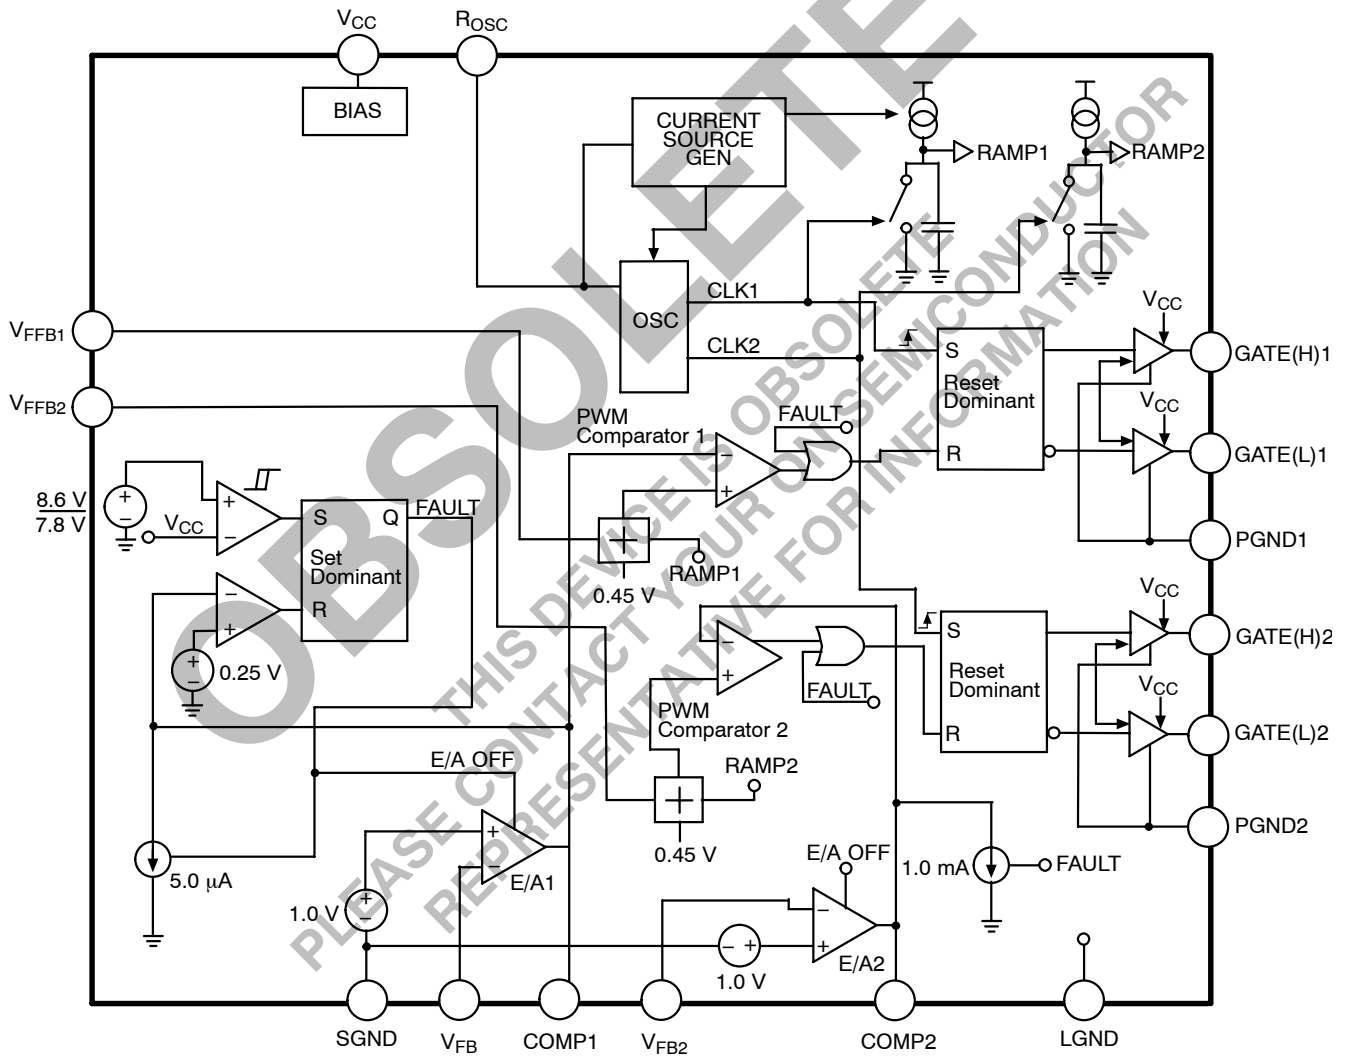 VCC
ROSC
BIAS
CURRENT
SOURCE
GEN
RAMP1
RAMP2
OSC
CLK1
CLK2
VFFB1
VFFB2
S
Reset
Dominant
R
VCC
GATE(H)1
VCC
GATE(L)1
PGND1
PWM
Comparator 1
FAULT
−
+
RAMP1
0.45 V
8.6 V
7.8 V
+
−
VCC
+
−
S
Q
FAULT
Set
Dominant
R
−
+
+
−
0.25 V
−
+
PWM
Comparator 2
FAULT
RAMP2
0.45 V
S
Reset
Dominant
R
VCC
GATE(H)2
VCC
GATE(L)2
PGND2
E/A OFF
+
−
E/A1
5.0 µA
1.0 V
+
−
E/A OFF
−
+
E/A2
− +
1.0 V
1.0 mA
FAULT
SGND
VFB
COMP1
VFB2
COMP2
LGND
OBSOLETE
THIS DEVICE IS OBSOLETE
PLEASE CONTACT YOUR ON SEMICONDUCTOR
REPRESENTATIVE FOR INFORMATION